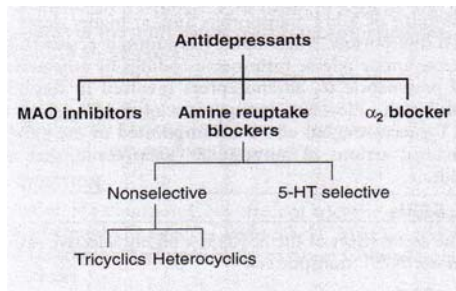 Antidepressants
MAO inhibitors Amine reuptake α₂ blocker
blockers
Nonselective 5-HT selective
Tricyclics Heterocyclics